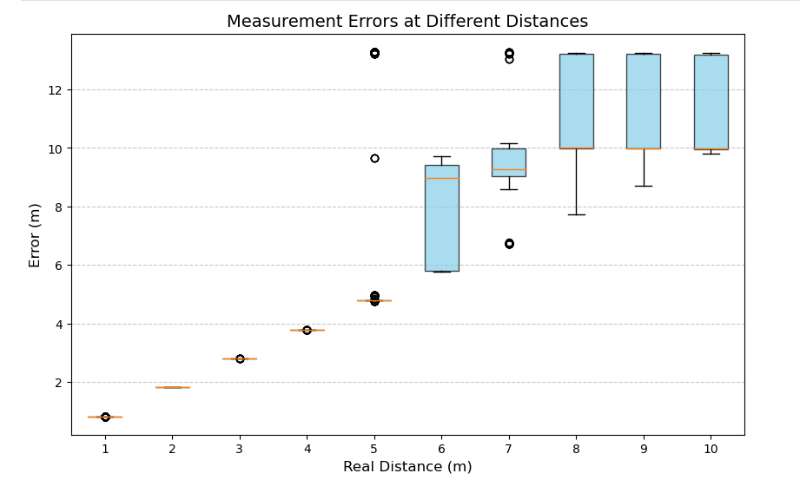 Measurement Errors at Different Distances
Error (m)
12
10
8
6
4
2
1 2 3 4 5 6 7 8 9 10
Real Distance (m)